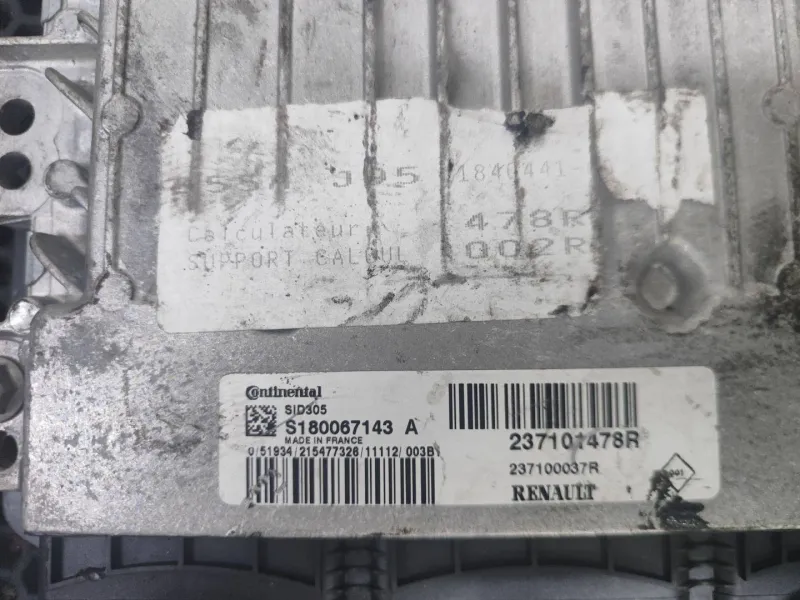 J95 1840441
Calculateur 478R
SUPPORT CALCUL 002R
Continental
SID305
S180067143 A
MADE IN FRANCE
0/51934/215477326/11112/003B
237101478R
237100037R
RENAULT